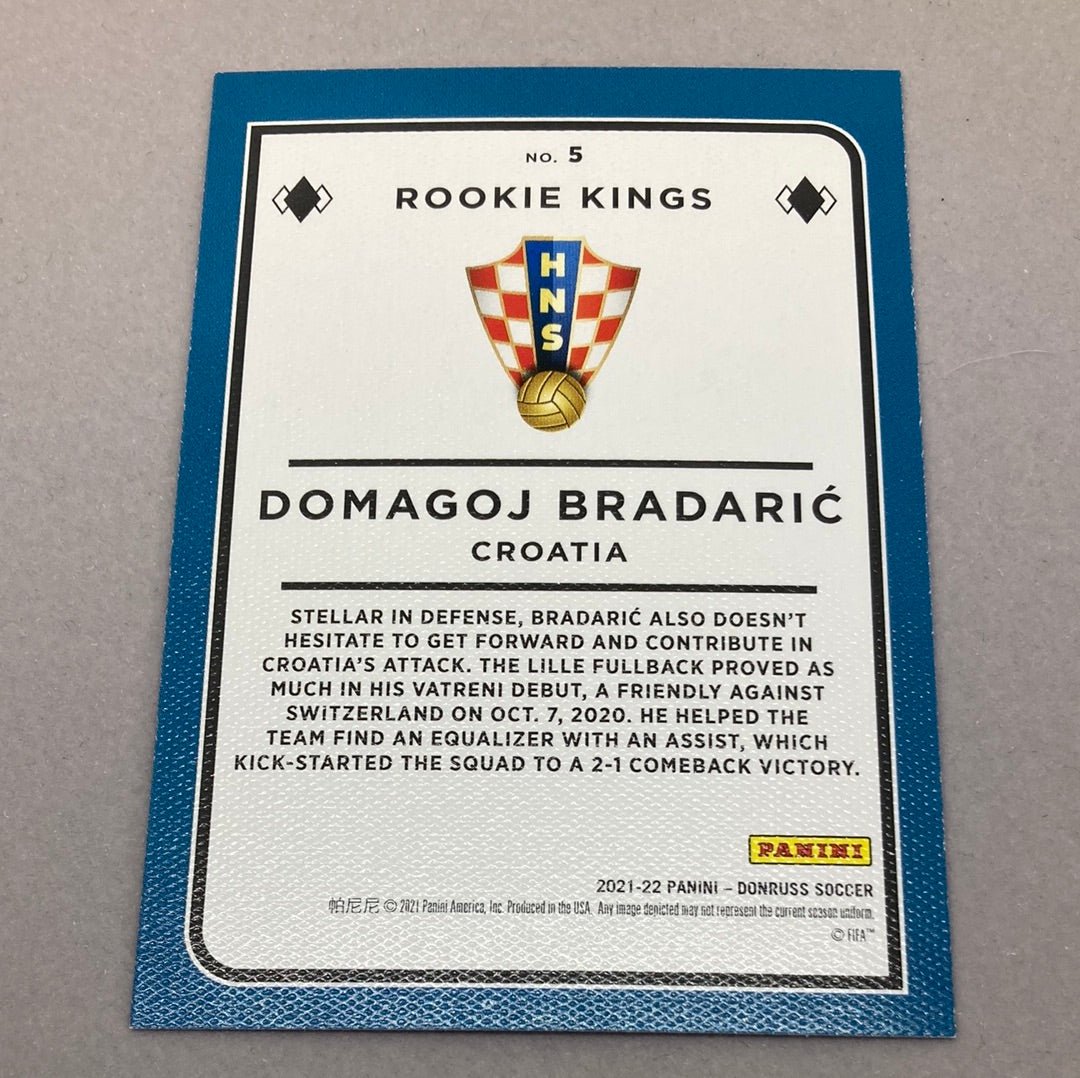 NO. 5
ROOKIE KINGS
HNS
DOMAGOJ BRADARIĆ
CROATIA
STELLAR IN DEFENSE, BRADARIĆ ALSO DOESN'T
HESITATE TO GET FORWARD AND CONTRIBUTE IN
CROATIA'S ATTACK. THE LILLE FULLBACK PROVED AS
MUCH IN HIS VATRENI DEBUT, A FRIENDLY AGAINST
SWITZERLAND ON OCT. 7, 2020. HE HELPED THE
TEAM FIND AN EQUALIZER WITH AN ASSIST, WHICH
KICK-STARTED THE SQUAD TO A 2-1 COMEBACK VICTORY.
PANINI
2021-22 PANINI – DONRUSS SOCCER
帕尼尼 © 2021 Panini America, Inc. Produced in the USA. Any image depicted may not represent the current season uniform.
© FIFA™